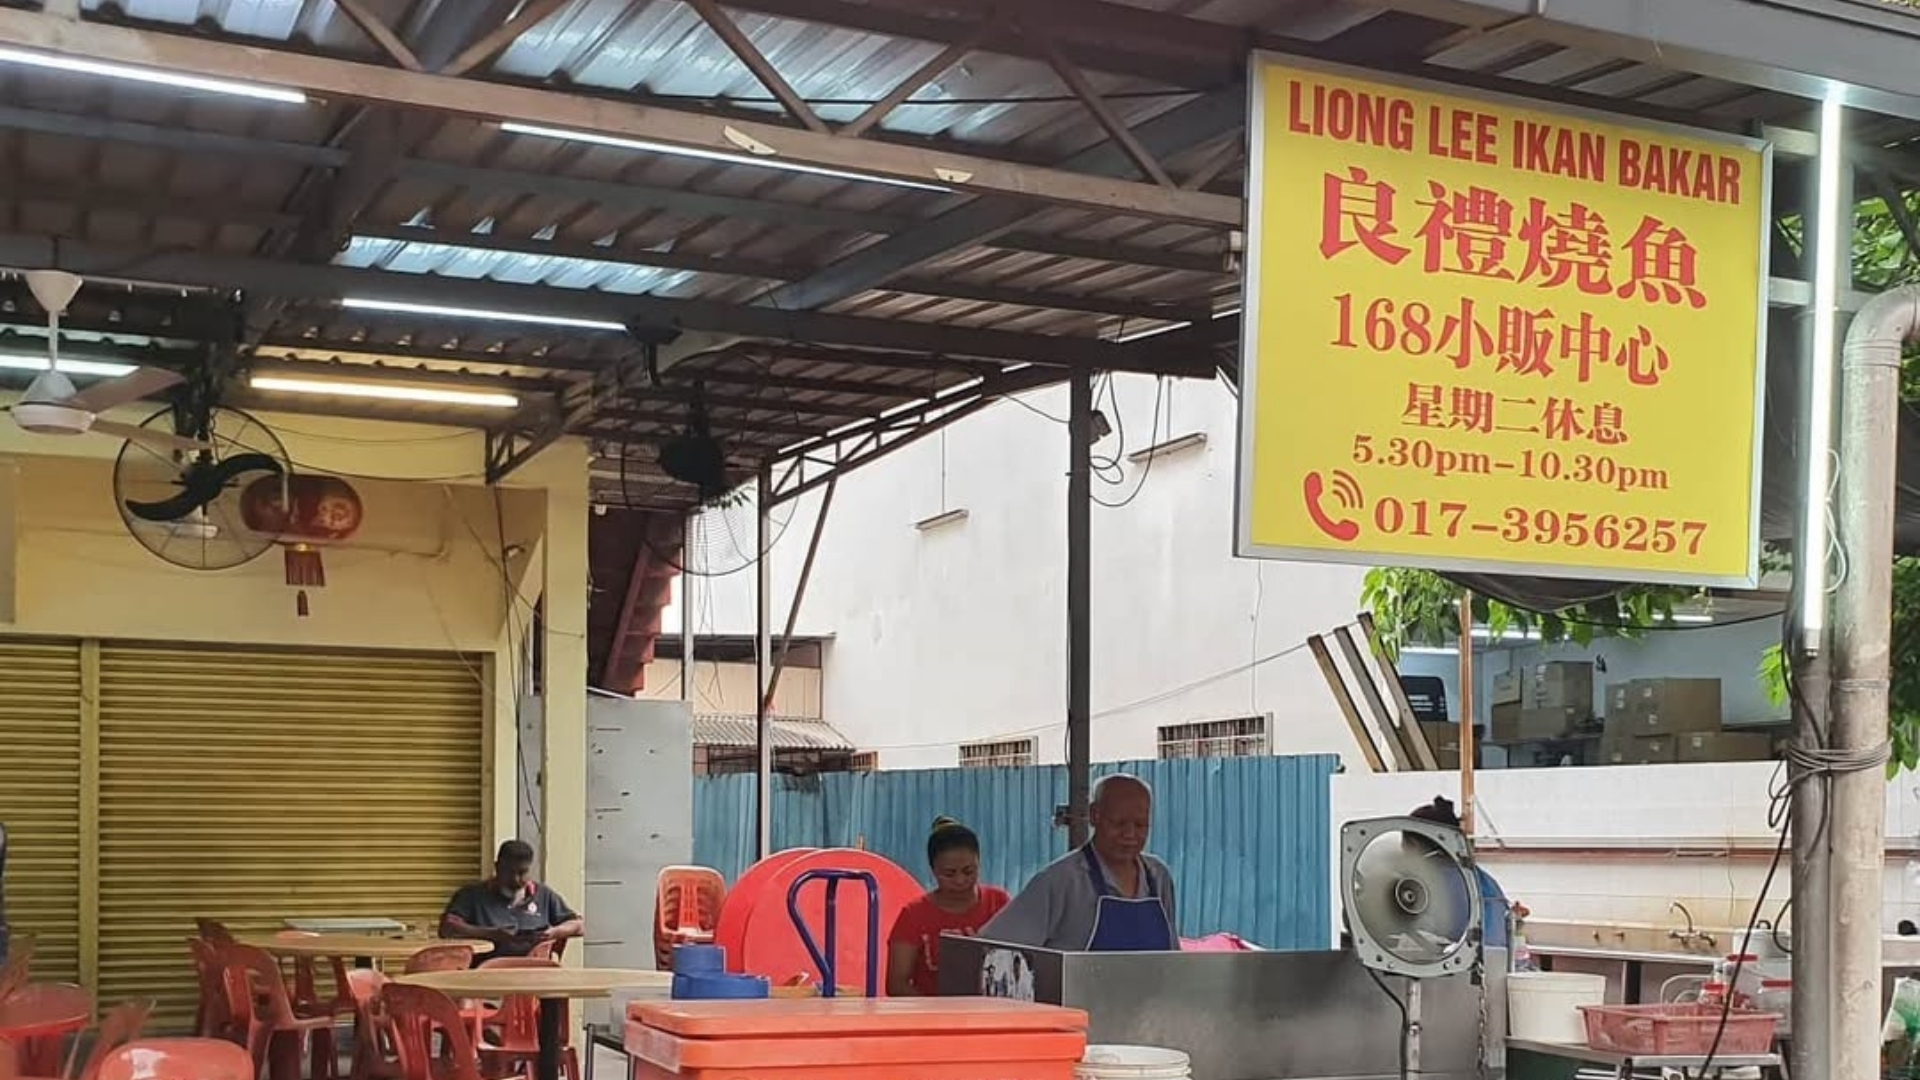 LIONG LEE IKAN BAKAR
良禮燒魚
168小販中心
星期二休息
5.30pm-10.30pm
017-3956257